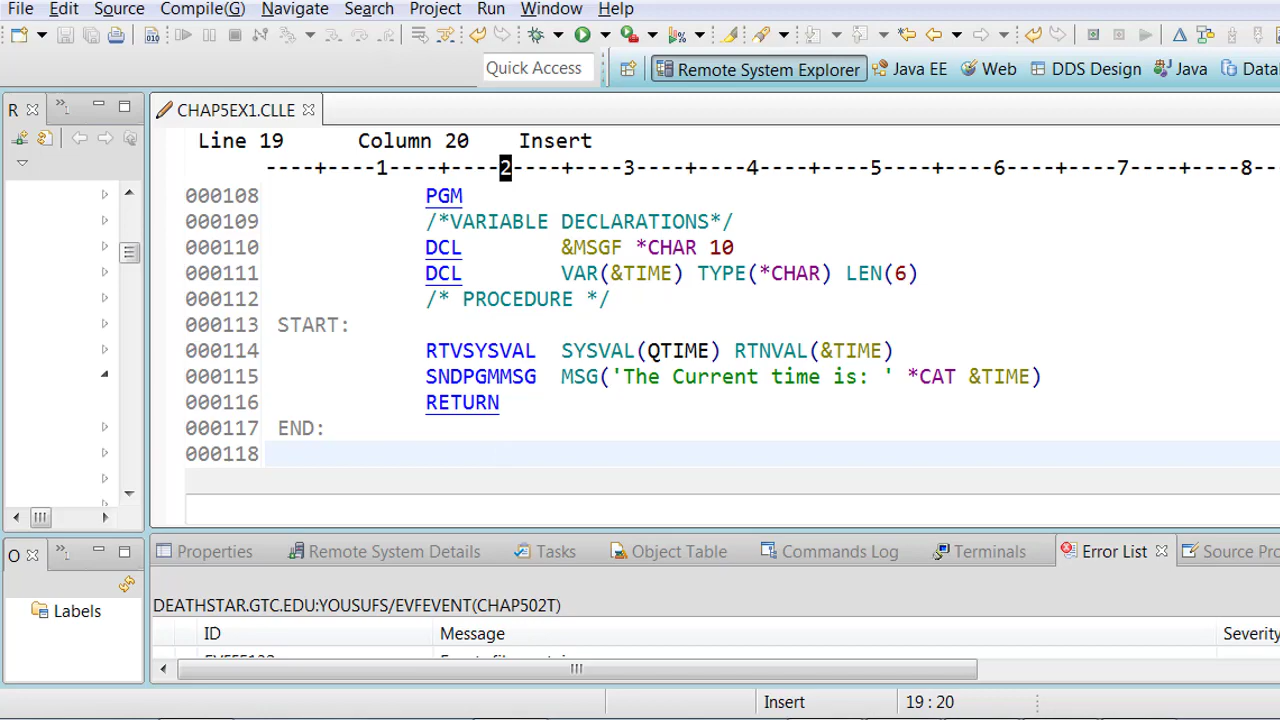 File Edit Source Compile(G) Navigate Search Project Run Window Help
Quick Access Remote System Explorer Java EE Web DDS Design Java
R CHAP5EX1.CLLE
Line 19 Column 20 Insert
----+----1----+----2----+----3----+----4----+----5----+----6----+----7----+----8
000108 PGM
000109 /*VARIABLE DECLARATIONS*/
000110 DCL &MSGF *CHAR 10
000111 DCL VAR(&TIME) TYPE(*CHAR) LEN(6)
000112 /* PROCEDURE */
000113 START:
000114 RTVSYSVAL SYSVAL(QTIME) RTNVAL(&TIME)
000115 SNDPGMMSG MSG('The Current time is: ' *CAT &TIME)
000116 RETURN
000117 END:
000118
O Properties Remote System Details Tasks Object Table Commands Log Terminals Error List Source
Labels
DEATHSTAR.GTC.EDU:YOUSUFS/EVFEVENT(CHAP502T)
ID Message Severity
Insert 19 : 20